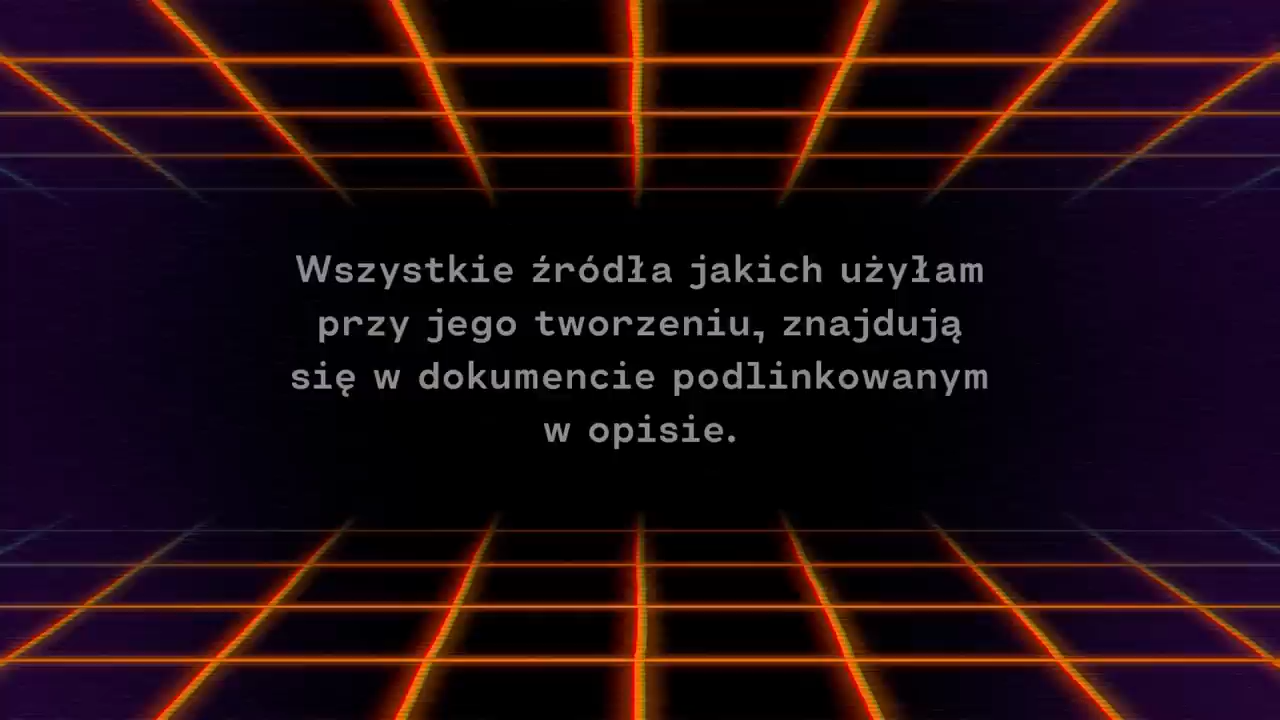 Wszystkie źródła jakich użyłam
przy jego tworzeniu, znajdują
się w dokumencie podlinkowanym
w opisie.